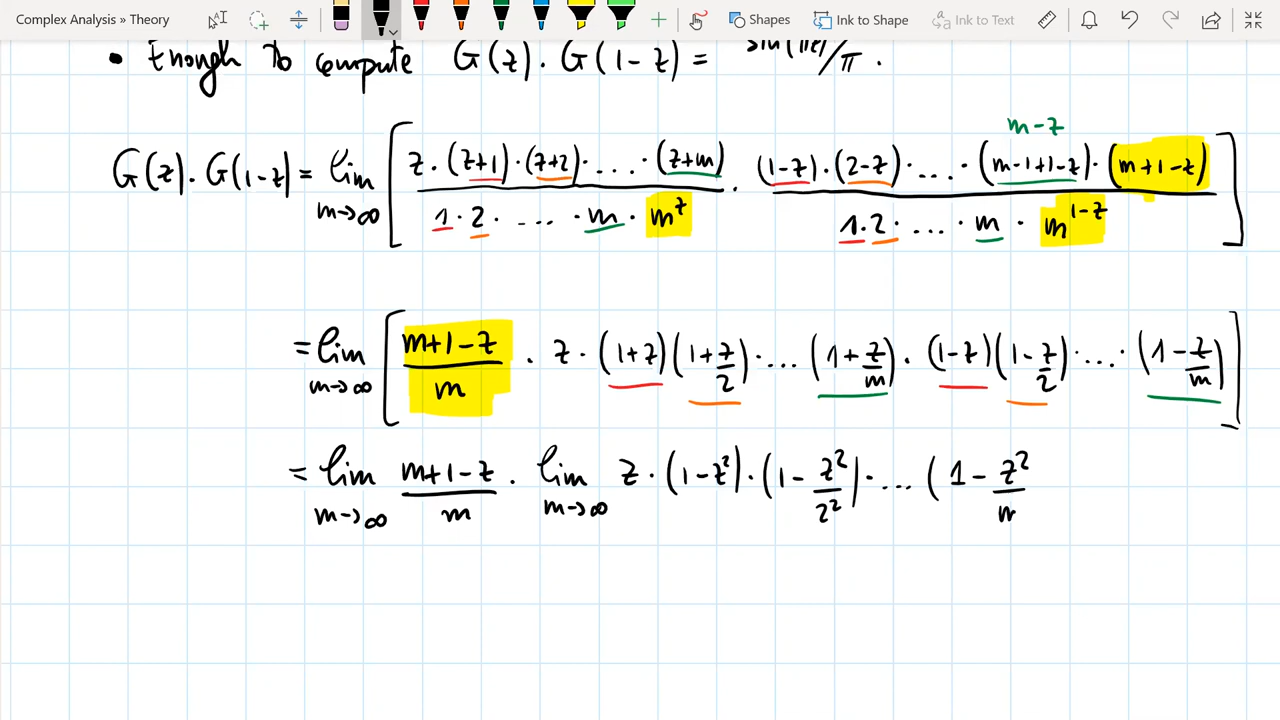 Complex Analysis » Theory
Shapes Ink to Shape Ink to Text
• Enough to compute G(z) · G(1-z) = sin(πz)/π .
m-z
G(z) · G(1-z) = lim m→∞ [ z · (z+1) · (z+2) · ... · (z+m) / 1 · 2 · ... · m · m^z · (1-z) · (2-z) · ... · (m-1+1-z) · (m+1-z) / 1 · 2 · ... · m · m^{1-z} ]
= lim m→∞ [ m+1-z / m · z · (1+z) (1+z/2) · ... (1+z/m) · (1-z) (1-z/2) · ... · (1-z/m) ]
= lim m→∞ m+1-z / m · lim m→∞ z · (1-z²) · (1-z²/2²) · ... (1-z²/m